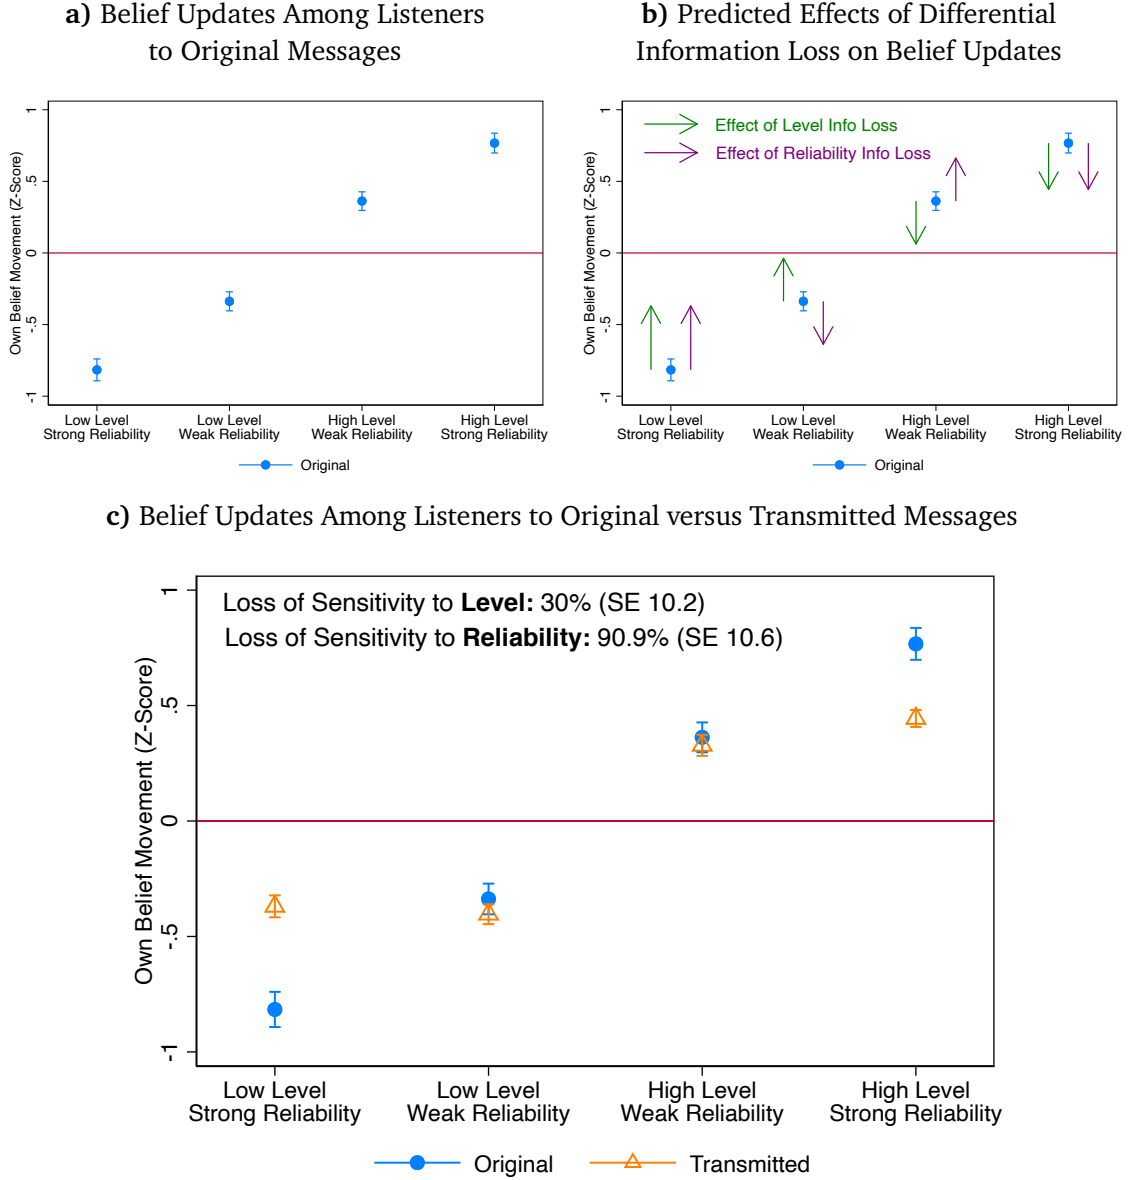 a) Belief Updates Among Listeners
to Original Messages
Own Belief Movement (Z-Score)
1
.5
0
-.5
-1
Low Level
Strong Reliability
Low Level
Weak Reliability
High Level
Weak Reliability
High Level
Strong Reliability
Original
b) Predicted Effects of Differential
Information Loss on Belief Updates
Own Belief Movement (Z-Score)
1
.5
0
-.5
-1
Effect of Level Info Loss
Effect of Reliability Info Loss
Low Level
Strong Reliability
Low Level
Weak Reliability
High Level
Weak Reliability
High Level
Strong Reliability
Original
c) Belief Updates Among Listeners to Original versus Transmitted Messages
Own Belief Movement (Z-Score)
1
.5
0
-.5
-1
Loss of Sensitivity to Level: 30% (SE 10.2)
Loss of Sensitivity to Reliability: 90.9% (SE 10.6)
Low Level
Strong Reliability
Low Level
Weak Reliability
High Level
Weak Reliability
High Level
Strong Reliability
Original
Transmitted